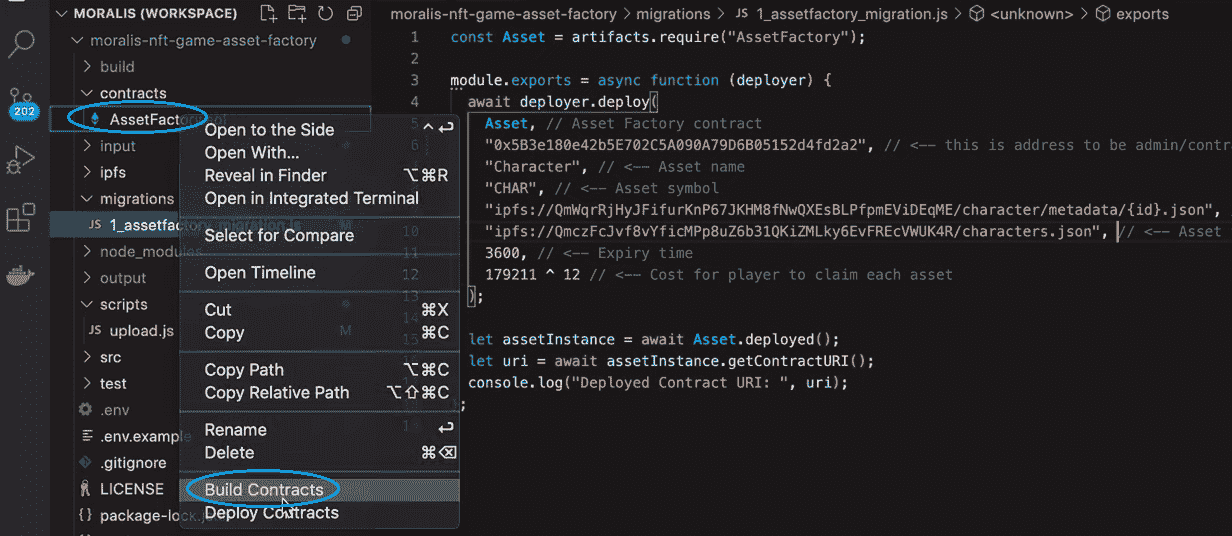 MORALIS (WORKSPACE)
moralis-nft-game-asset-factory
build
contracts
AssetFactory.sol
input
ipfs
migrations
JS 1_assetfactory_migration.js M
node_modules
output
scripts
JS upload.js M
src
test
.env
.env.example
.gitignore
LICENSE
{} package-lock.json
202
Open to the Side ^↩
Open With...
Reveal in Finder ⌥⌘R
Open in Integrated Terminal
Select for Compare
Open Timeline
Cut ⌘X
Copy ⌘C
Copy Path ⌥⌘C
Copy Relative Path ⌥⇧⌘C
Rename ↩
Delete ⌘⌫
Build Contracts
Deploy Contracts
moralis-nft-game-asset-factory > migrations > JS 1_assetfactory_migration.js > <unknown> > exports
1 const Asset = artifacts.require("AssetFactory");
2
3 module.exports = async function (deployer) {
4 await deployer.deploy(
5 Asset, // Asset Factory contract
6 "0x5B3e180e42b5E702C5A090A79D6B05152d4fd2a2", // <-- this is address to be admin/contr
7 "Character", // <-- Asset name
8 "CHAR", // <-- Asset symbol
9 "ipfs://QmWqrRjHyJFifurKnP67JKHM8fNwQXEsBLPfpmEViDEqME/character/metadata/{id}.json",
10 "ipfs://QmczFcJvf8vYficMPp8uZ6b31QKiZMLky6EvFREcVWUK4R/characters.json", // <-- Asset
11 3600, // <-- Expiry time
12 179211 ^ 12 // <-- Cost for player to claim each asset
13 );
14
15 let assetInstance = await Asset.deployed();
16 let uri = await assetInstance.getContractURI();
17 console.log("Deployed Contract URI: ", uri);
18 };
19